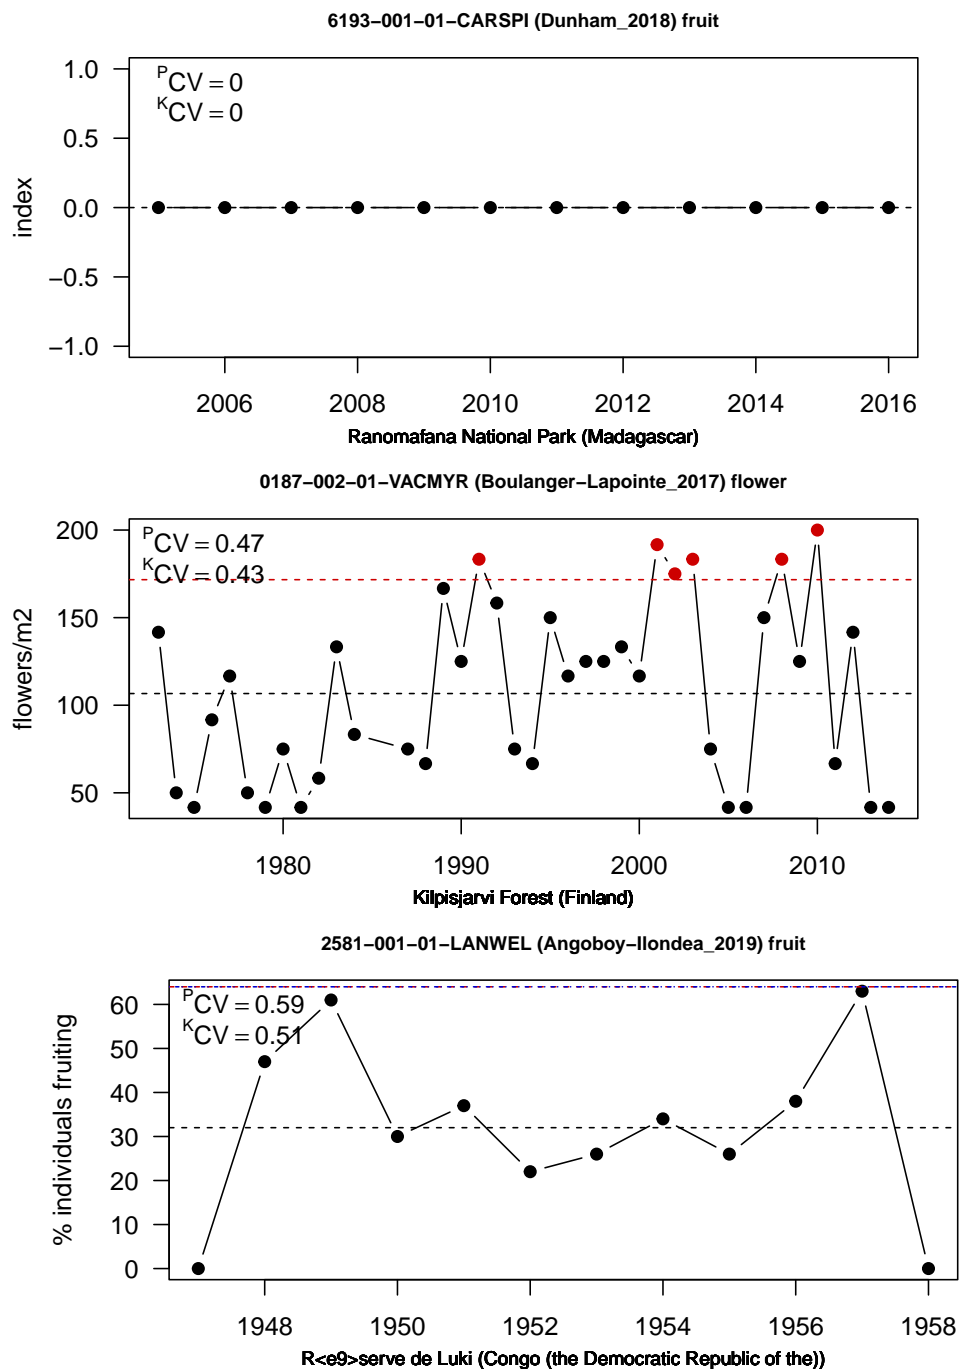 6193−001−01−CARSPI (Dunham_2018) fruit
PCV = 0
KCV = 0
1.0
0.5
0.0
−0.5
−1.0
index
2006 2008 2010 2012 2014 2016
Ranomafana National Park (Madagascar)
0187−002−01−VACMYR (Boulanger−Lapointe_2017) flower
PCV = 0.47
KCV = 0.43
200
150
100
50
flowers/m2
1980 1990 2000 2010
Kilpisjarvi Forest (Finland)
2581−001−01−LANWEL (Angoboy−Ilondea_2019) fruit
PCV = 0.59
KCV = 0.51
60
50
40
30
20
10
0
% individuals fruiting
1948 1950 1952 1954 1956 1958
R<e9>serve de Luki (Congo (the Democratic Republic of the))